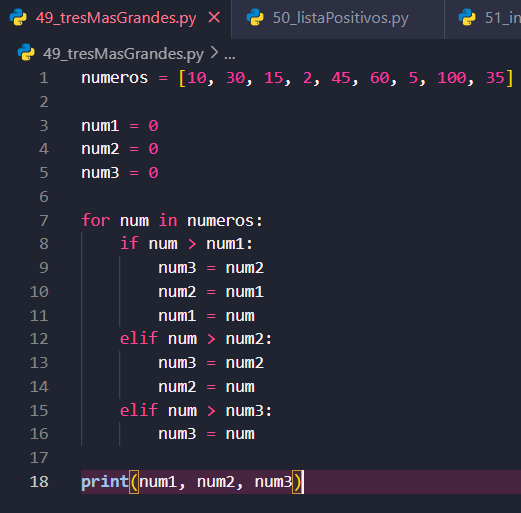 49_tresMasGrandes.py × 50_listaPositivos.py 51_in
49_tresMasGrandes.py > ...
1 numeros = [10, 30, 15, 2, 45, 60, 5, 100, 35]
2
3 num1 = 0
4 num2 = 0
5 num3 = 0
6
7 for num in numeros:
8     if num > num1:
9         num3 = num2
10         num2 = num1
11         num1 = num
12     elif num > num2:
13         num3 = num2
14         num2 = num
15     elif num > num3:
16         num3 = num
17
18 print(num1, num2, num3)